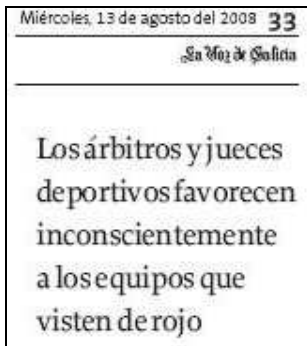 Miércoles, 13 de agosto del 2008 33
La Voz de Galicia
Los árbitros y jueces
deportivos favorecen
inconscientemente
a los equipos que
visten de rojo